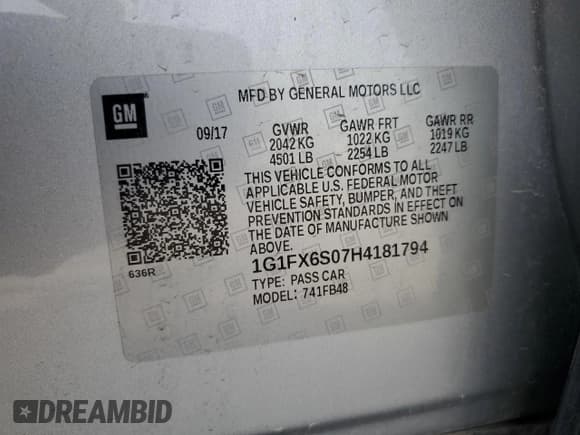 MFD BY GENERAL MOTORS LLC
GM
09/17
GVWR GAWR FRT GAWR RR
2042 KG 1022 KG 1019 KG
4501 LB 2254 LB 2247 LB
THIS VEHICLE CONFORMS TO ALL
APPLICABLE U.S. FEDERAL MOTOR
VEHICLE SAFETY, BUMPER, AND THEFT
PREVENTION STANDARDS IN EFFECT ON
THE DATE OF MANUFACTURE SHOWN
ABOVE.
636R
1G1FX6S07H4181794
TYPE: PASS CAR
MODEL: 741FB48
DREAMBID